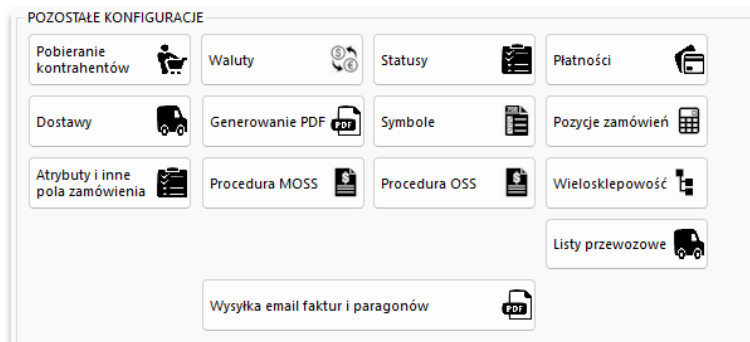 POZOSTAŁE KONFIGURACJE
Pobieranie
kontrahentów
Waluty
Statusy
Płatności
Dostawy
Generowanie PDF
PDF
Symbole
Pozycje zamówień
Atrybuty i inne
pola zamówienia
Procedura MOSS
Procedura OSS
Wielosklepowość
Listy przewozowe
Wysyłka email faktur i paragonów
PDF